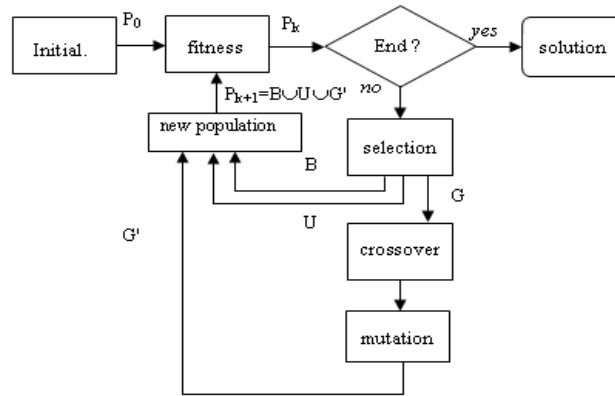 P0
Pk
Initial.
fitness
End ?
yes
solution
no
Pk+1=B∪U∪G'
new population
selection
B
G
U
G'
crossover
mutation